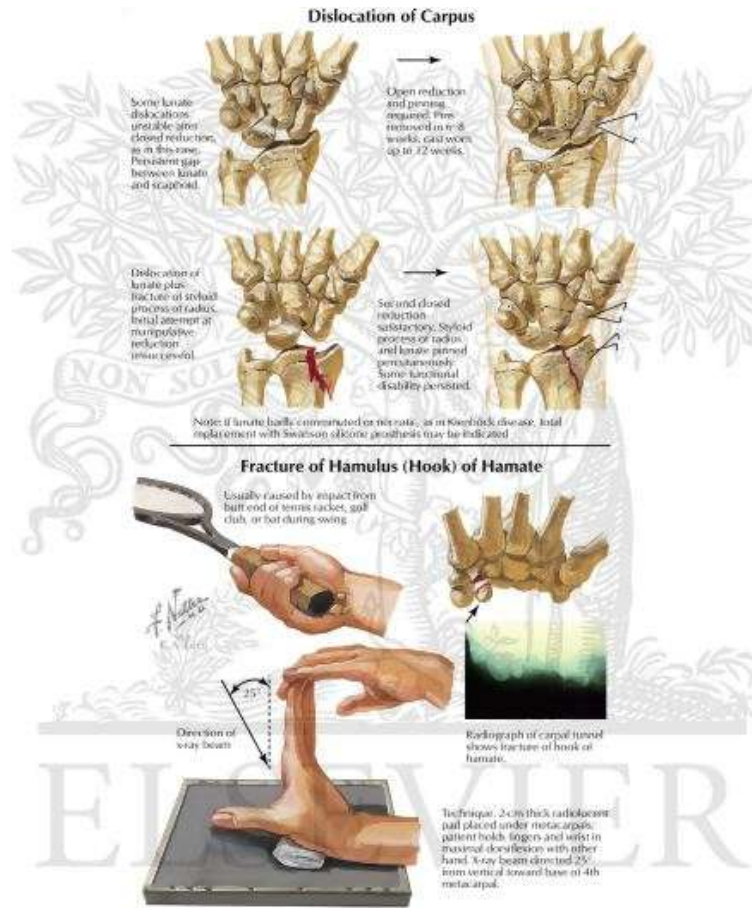 Dislocation of Carpus
Some lunate
dislocations
unstable after
closed reduction,
as in this case.
Persistent gap
between lunate
and scaphoid.
Open reduction
and pinning
required. Pins
removed in 6–8
weeks, cast worn
up to 12 weeks.
Dislocation of
lunate plus
fracture of styloid
process of radius.
Initial attempt at
manipulative
reduction
unsuccessful.
Second closed
reduction
satisfactory. Styloid
process of radius
and lunate pinned
percutaneously.
Some functional
disability persisted.
Note: If lunate badly comminuted or necrotic, as in Kienböck disease, total
replacement with Swanson silicone prosthesis may be indicated
Fracture of Hamulus (Hook) of Hamate
Usually caused by impact from
butt end of tennis racket, golf
club, or bat during swing
25°
Direction of
x-ray beam
Radiograph of carpal tunnel
shows fracture of hook of
hamate.
Technique. 2-cm thick radiolucent
pad placed under metacarpals;
patient holds fingers and wrist in
maximal dorsiflexion with other
hand. X-ray beam directed 25°
from vertical toward base of 4th
metacarpal.
NON
ELSEVIER